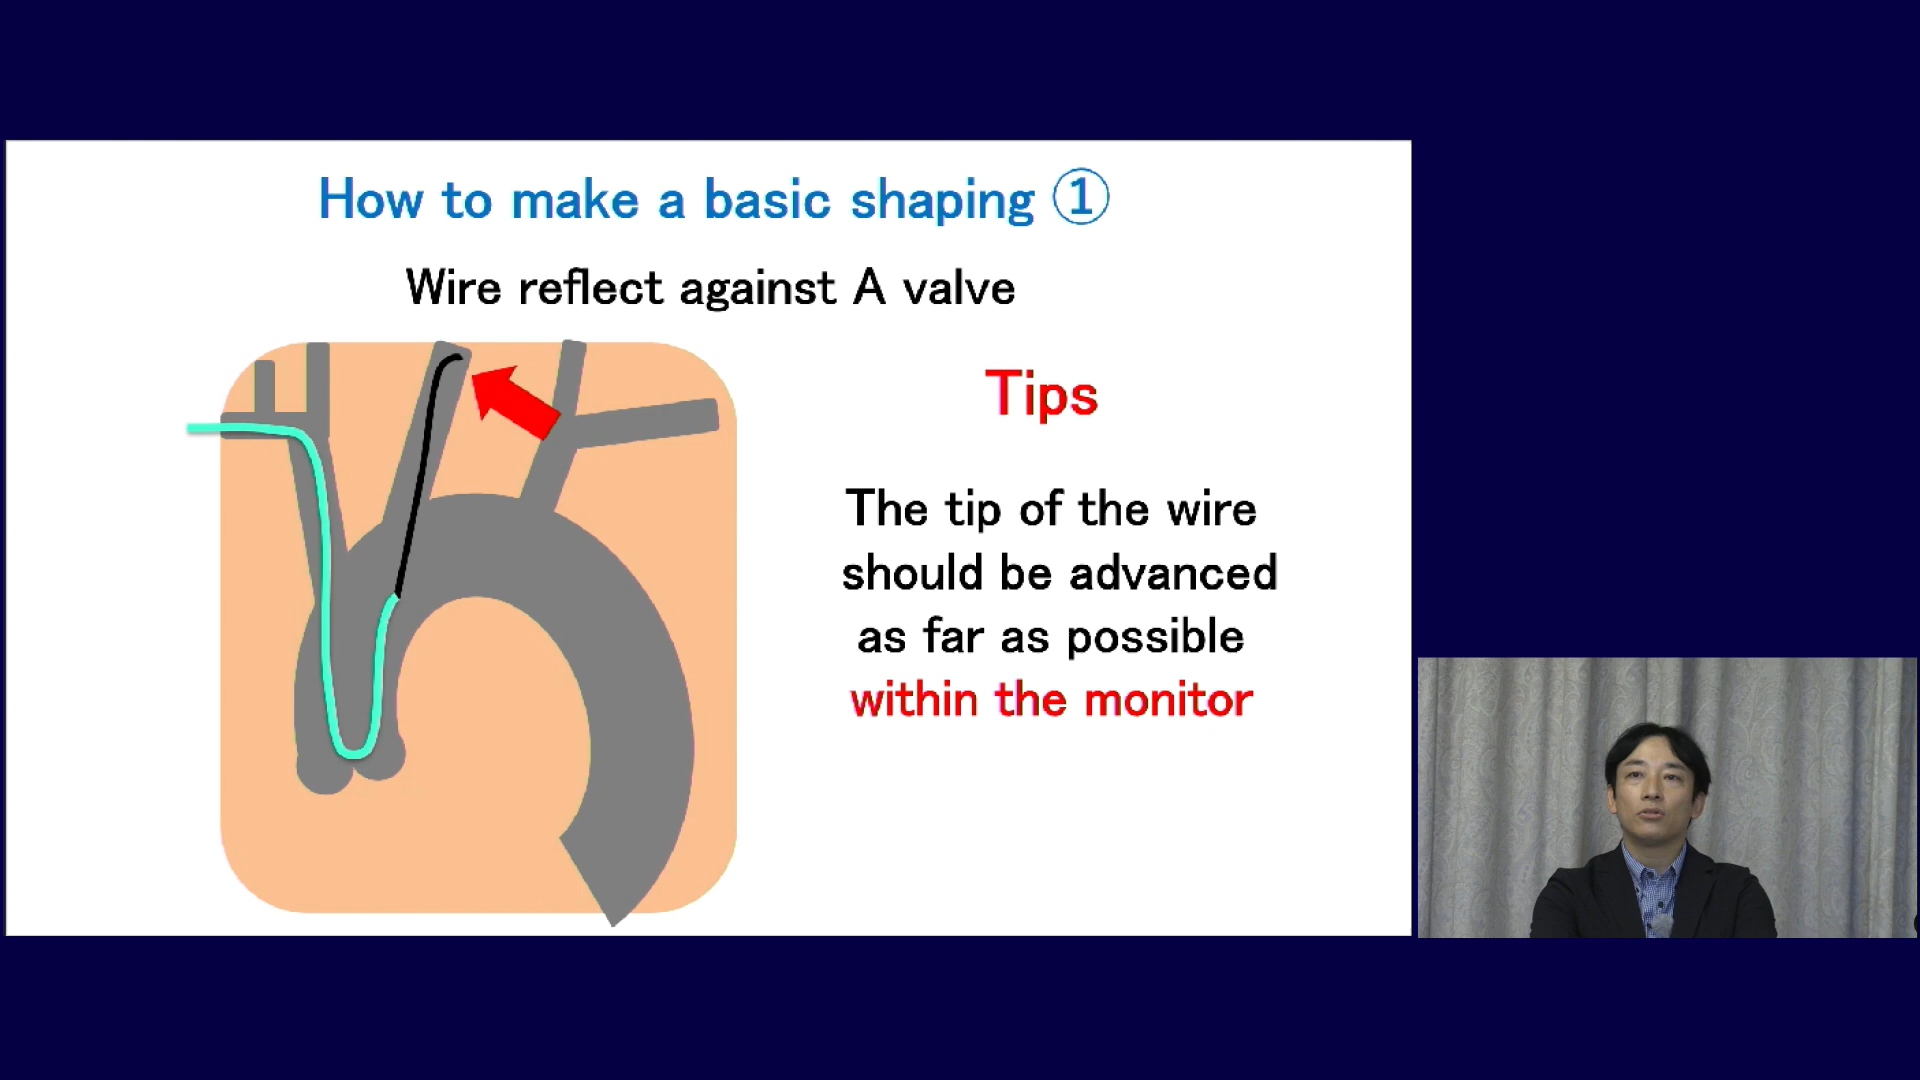 How to make a basic shaping ①
Wire reflect against A valve
Tips
The tip of the wire
should be advanced
as far as possible
within the monitor